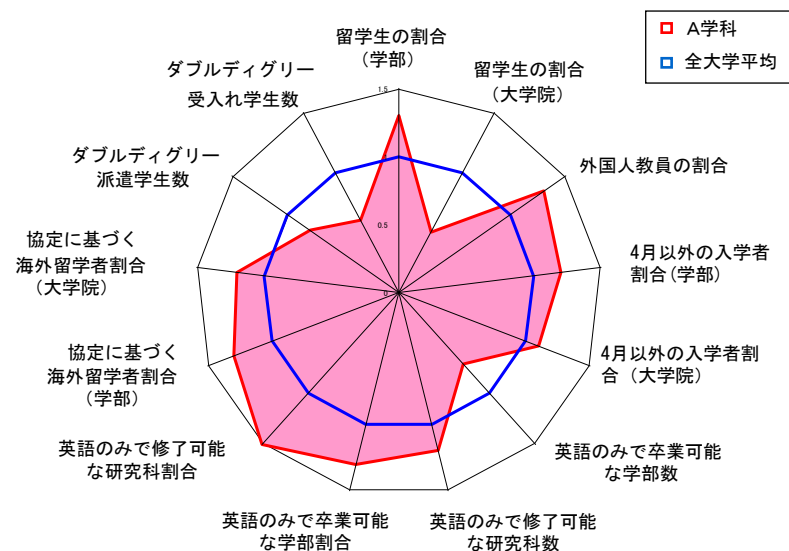 A学科
全大学平均
留学生の割合
（学部）
留学生の割合
（大学院）
外国人教員の割合
4月以外の入学者
割合（学部）
4月以外の入学者割
合（大学院）
英語のみで卒業可能
な学部数
英語のみで修了可能
な研究科数
英語のみで卒業可能
な学部割合
英語のみで修了可能
な研究科割合
協定に基づく
海外留学者割合
（学部）
協定に基づく
海外留学者割合
（大学院）
ダブルディグリー
派遣学生数
ダブルディグリー
受入れ学生数
1.5
0.5
0